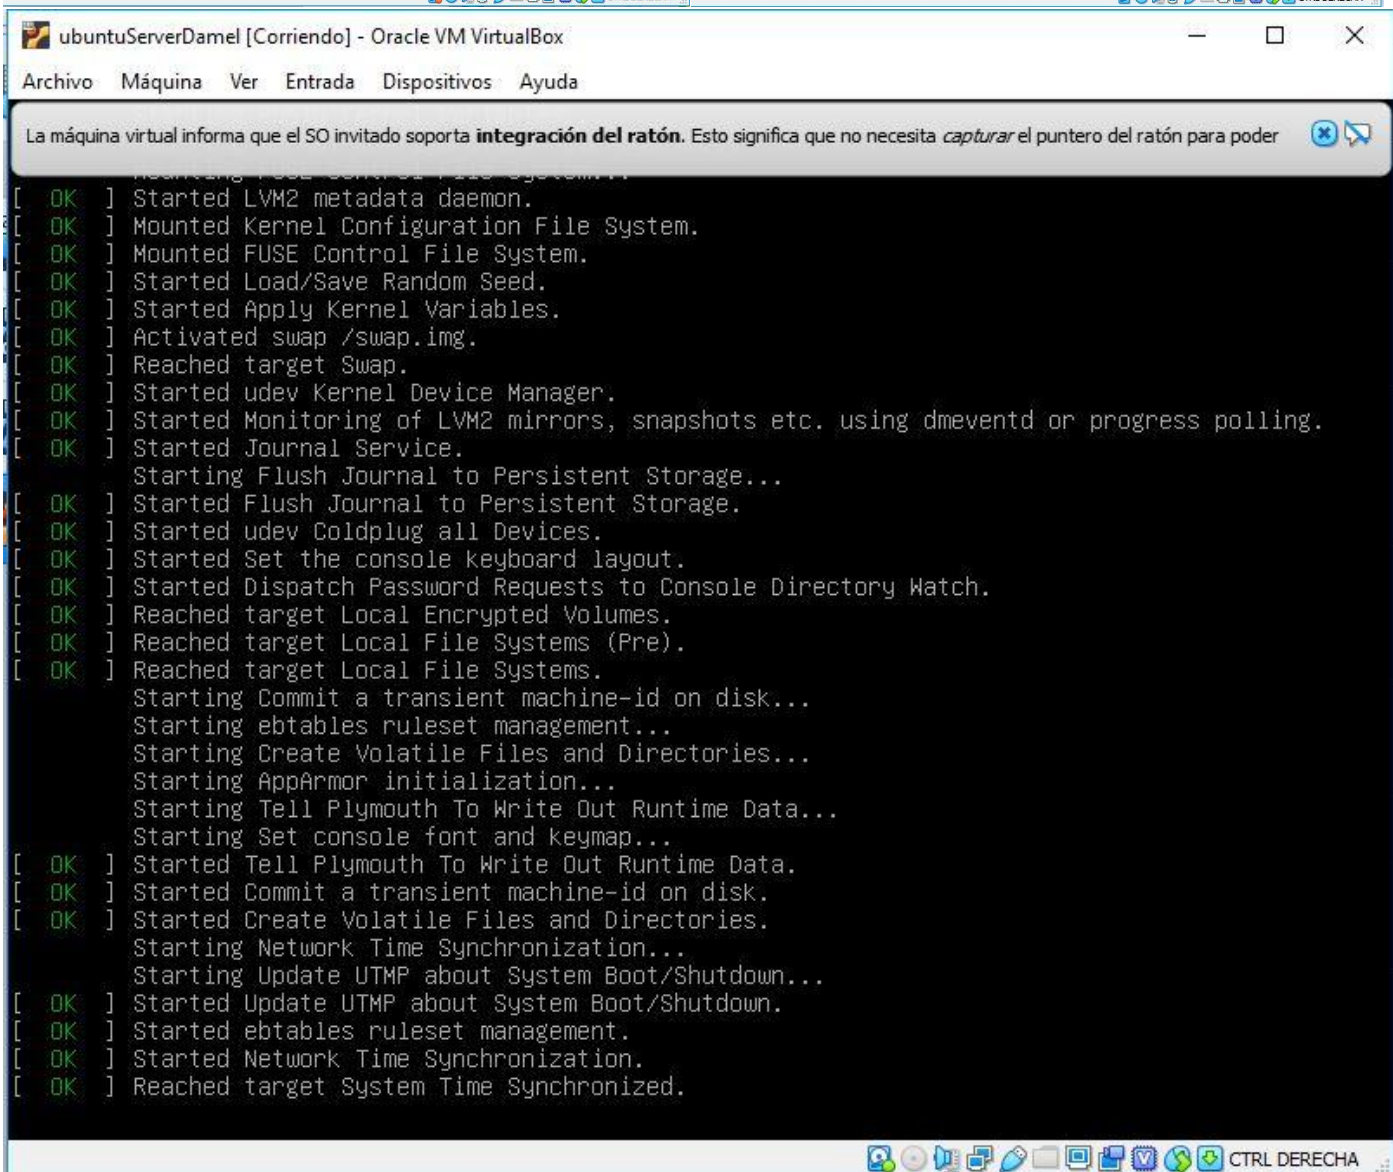 ubuntuServerDamel [Corriendo] - Oracle VM VirtualBox
Archivo Máquina Ver Entrada Dispositivos Ayuda
La máquina virtual informa que el SO invitado soporta integración del ratón. Esto significa que no necesita capturar el puntero del ratón para poder
[ OK ] Started LVM2 metadata daemon.
[ OK ] Mounted Kernel Configuration File System.
[ OK ] Mounted FUSE Control File System.
[ OK ] Started Load/Save Random Seed.
[ OK ] Started Apply Kernel Variables.
[ OK ] Activated swap /swap.img.
[ OK ] Reached target Swap.
[ OK ] Started udev Kernel Device Manager.
[ OK ] Started Monitoring of LVM2 mirrors, snapshots etc. using dmeventd or progress polling.
[ OK ] Started Journal Service.
Starting Flush Journal to Persistent Storage...
[ OK ] Started Flush Journal to Persistent Storage.
[ OK ] Started udev Coldplug all Devices.
[ OK ] Started Set the console keyboard layout.
[ OK ] Started Dispatch Password Requests to Console Directory Watch.
[ OK ] Reached target Local Encrypted Volumes.
[ OK ] Reached target Local File Systems (Pre).
[ OK ] Reached target Local File Systems.
Starting Commit a transient machine-id on disk...
Starting ebtables ruleset management...
Starting Create Volatile Files and Directories...
Starting AppArmor initialization...
Starting Tell Plymouth To Write Out Runtime Data...
Starting Set console font and keymap...
[ OK ] Started Tell Plymouth To Write Out Runtime Data.
[ OK ] Started Commit a transient machine-id on disk.
[ OK ] Started Create Volatile Files and Directories.
Starting Network Time Synchronization...
Starting Update UTMP about System Boot/Shutdown...
[ OK ] Started Update UTMP about System Boot/Shutdown.
[ OK ] Started ebtables ruleset management.
[ OK ] Started Network Time Synchronization.
[ OK ] Reached target System Time Synchronized.
CTRL DERECHA